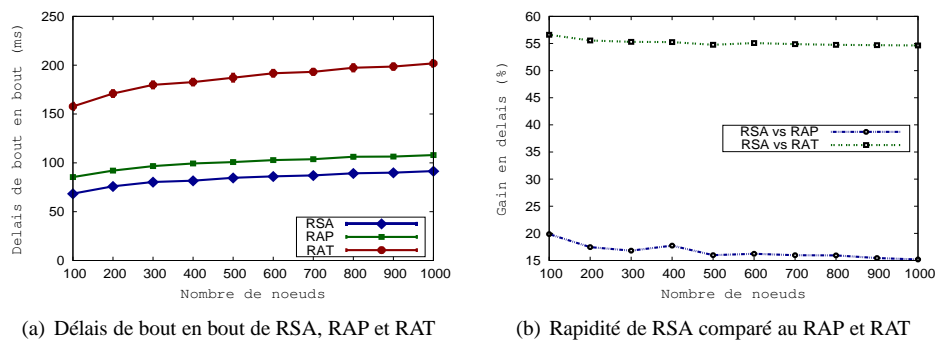 250
200
150
100
50
0
100 200 300 400 500 600 700 800 900 1000
Delais de bout en bout (ms)
Nombre de noeuds
RSA
RAP
RAT
(a) Délais de bout en bout de RSA, RAP et RAT
60
55
50
45
40
35
30
25
20
15
100 200 300 400 500 600 700 800 900 1000
Gain en delais (%)
Nombre de noeuds
RSA vs RAP
RSA vs RAT
(b) Rapidité de RSA comparé au RAP et RAT